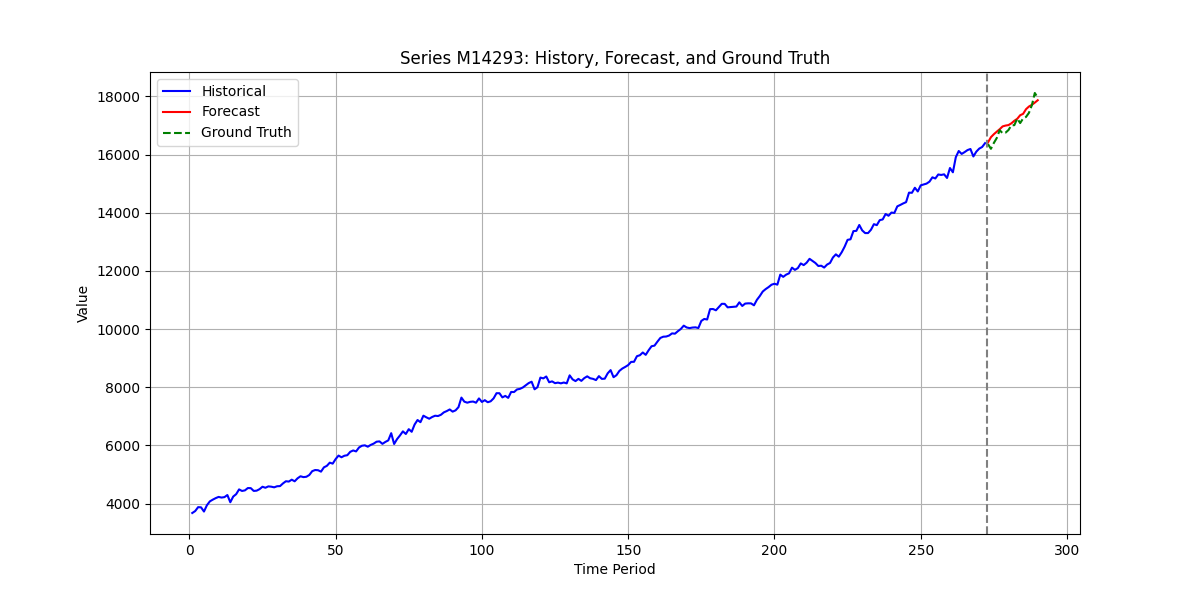 Series M14293: History, Forecast, and Ground Truth
Historical
Forecast
Ground Truth
18000
16000
14000
12000
10000
8000
6000
4000
Value
0 50 100 150 200 250 300
Time Period